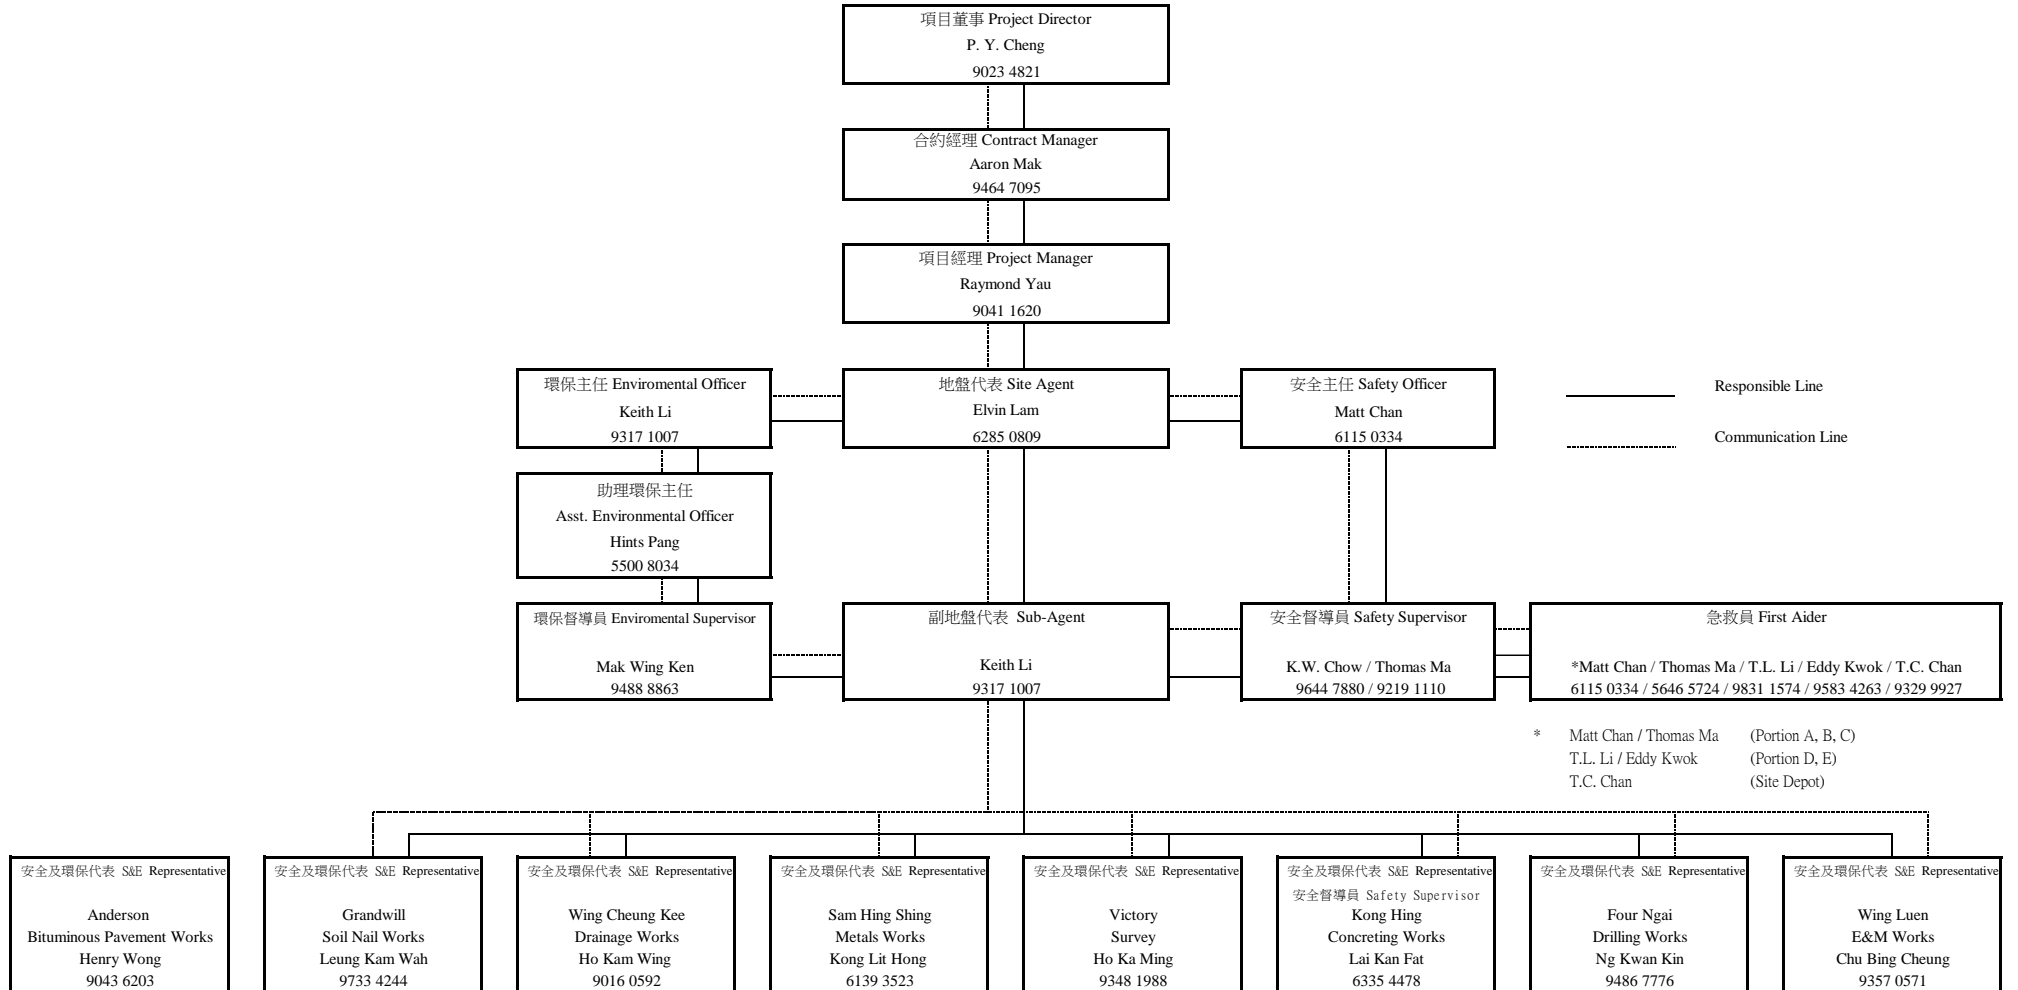 項目董事 Project Director
P. Y. Cheng
9023 4821
合約經理 Contract Manager
Aaron Mak
9464 7095
項目經理 Project Manager
Raymond Yau
9041 1620
環保主任 Enviromental Officer
Keith Li
9317 1007
地盤代表 Site Agent
Elvin Lam
6285 0809
安全主任 Safety Officer
Matt Chan
6115 0334
Responsible Line
Communication Line
助理環保主任
Asst. Environmental Officer
Hints Pang
5500 8034
環保督導員 Enviromental Supervisor
Mak Wing Ken
9488 8863
副地盤代表 Sub-Agent
Keith Li
9317 1007
安全督導員 Safety Supervisor
K.W. Chow / Thomas Ma
9644 7880 / 9219 1110
急救員 First Aider
*Matt Chan / Thomas Ma / T.L. Li / Eddy Kwok / T.C. Chan
6115 0334 / 5646 5724 / 9831 1574 / 9583 4263 / 9329 9927
* Matt Chan / Thomas Ma (Portion A, B, C)
T.L. Li / Eddy Kwok (Portion D, E)
T.C. Chan (Site Depot)
安全及環保代表 S&E Representative
Anderson
Bituminous Pavement Works
Henry Wong
9043 6203
安全及環保代表 S&E Representative
Grandwill
Soil Nail Works
Leung Kam Wah
9733 4244
安全及環保代表 S&E Representative
Wing Cheung Kee
Drainage Works
Ho Kam Wing
9016 0592
安全及環保代表 S&E Representative
Sam Hing Shing
Metals Works
Kong Lit Hong
6139 3523
安全及環保代表 S&E Representative
Victory
Survey
Ho Ka Ming
9348 1988
安全及環保代表 S&E Representative
安全督導員 Safety Supervisor
Kong Hing
Concreting Works
Lai Kan Fat
6335 4478
安全及環保代表 S&E Representative
Four Ngai
Drilling Works
Ng Kwan Kin
9486 7776
安全及環保代表 S&E Representative
Wing Luen
E&M Works
Chu Bing Cheung
9357 0571